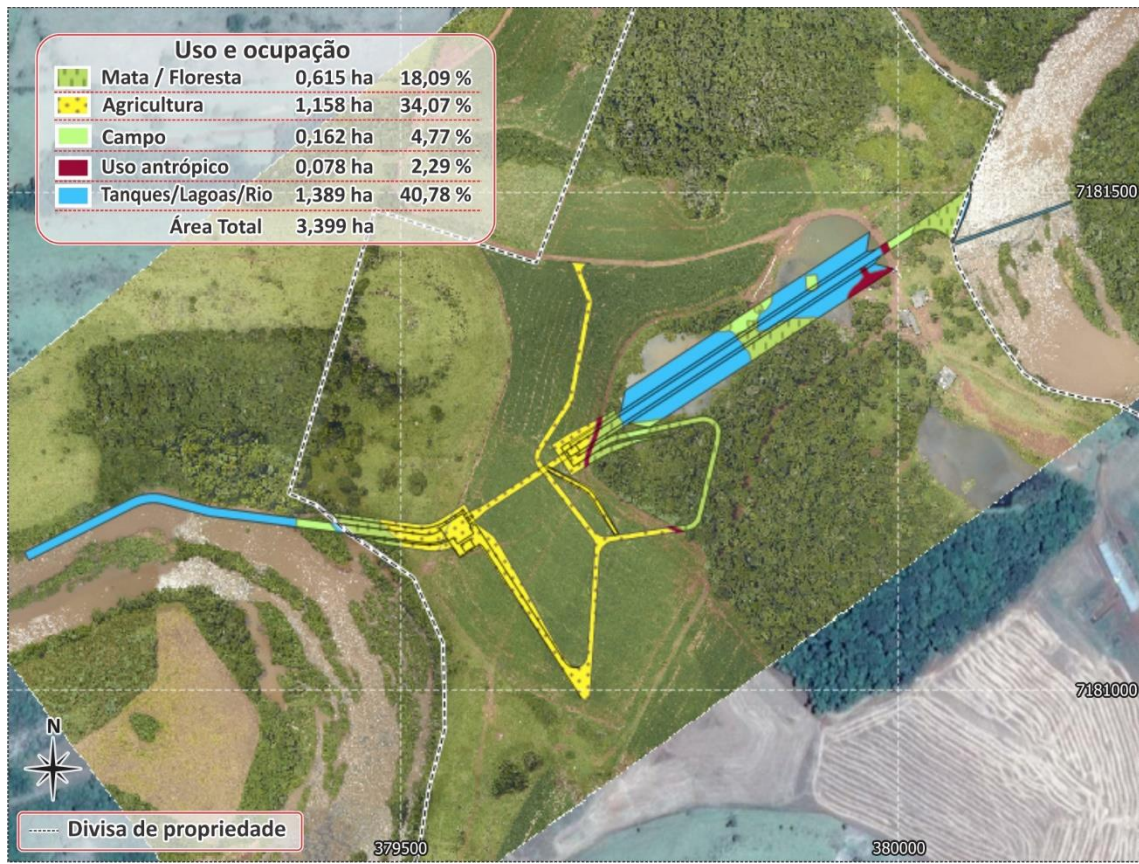 Uso e ocupação
Mata / Floresta 0,615 ha 18,09 %
Agricultura 1,158 ha 34,07 %
Campo 0,162 ha 4,77 %
Uso antrópico 0,078 ha 2,29 %
Tanques/Lagoas/Rio 1,389 ha 40,78 %
Área Total 3,399 ha
7181500
7181000
N
Divisa de propriedade
379500
380000